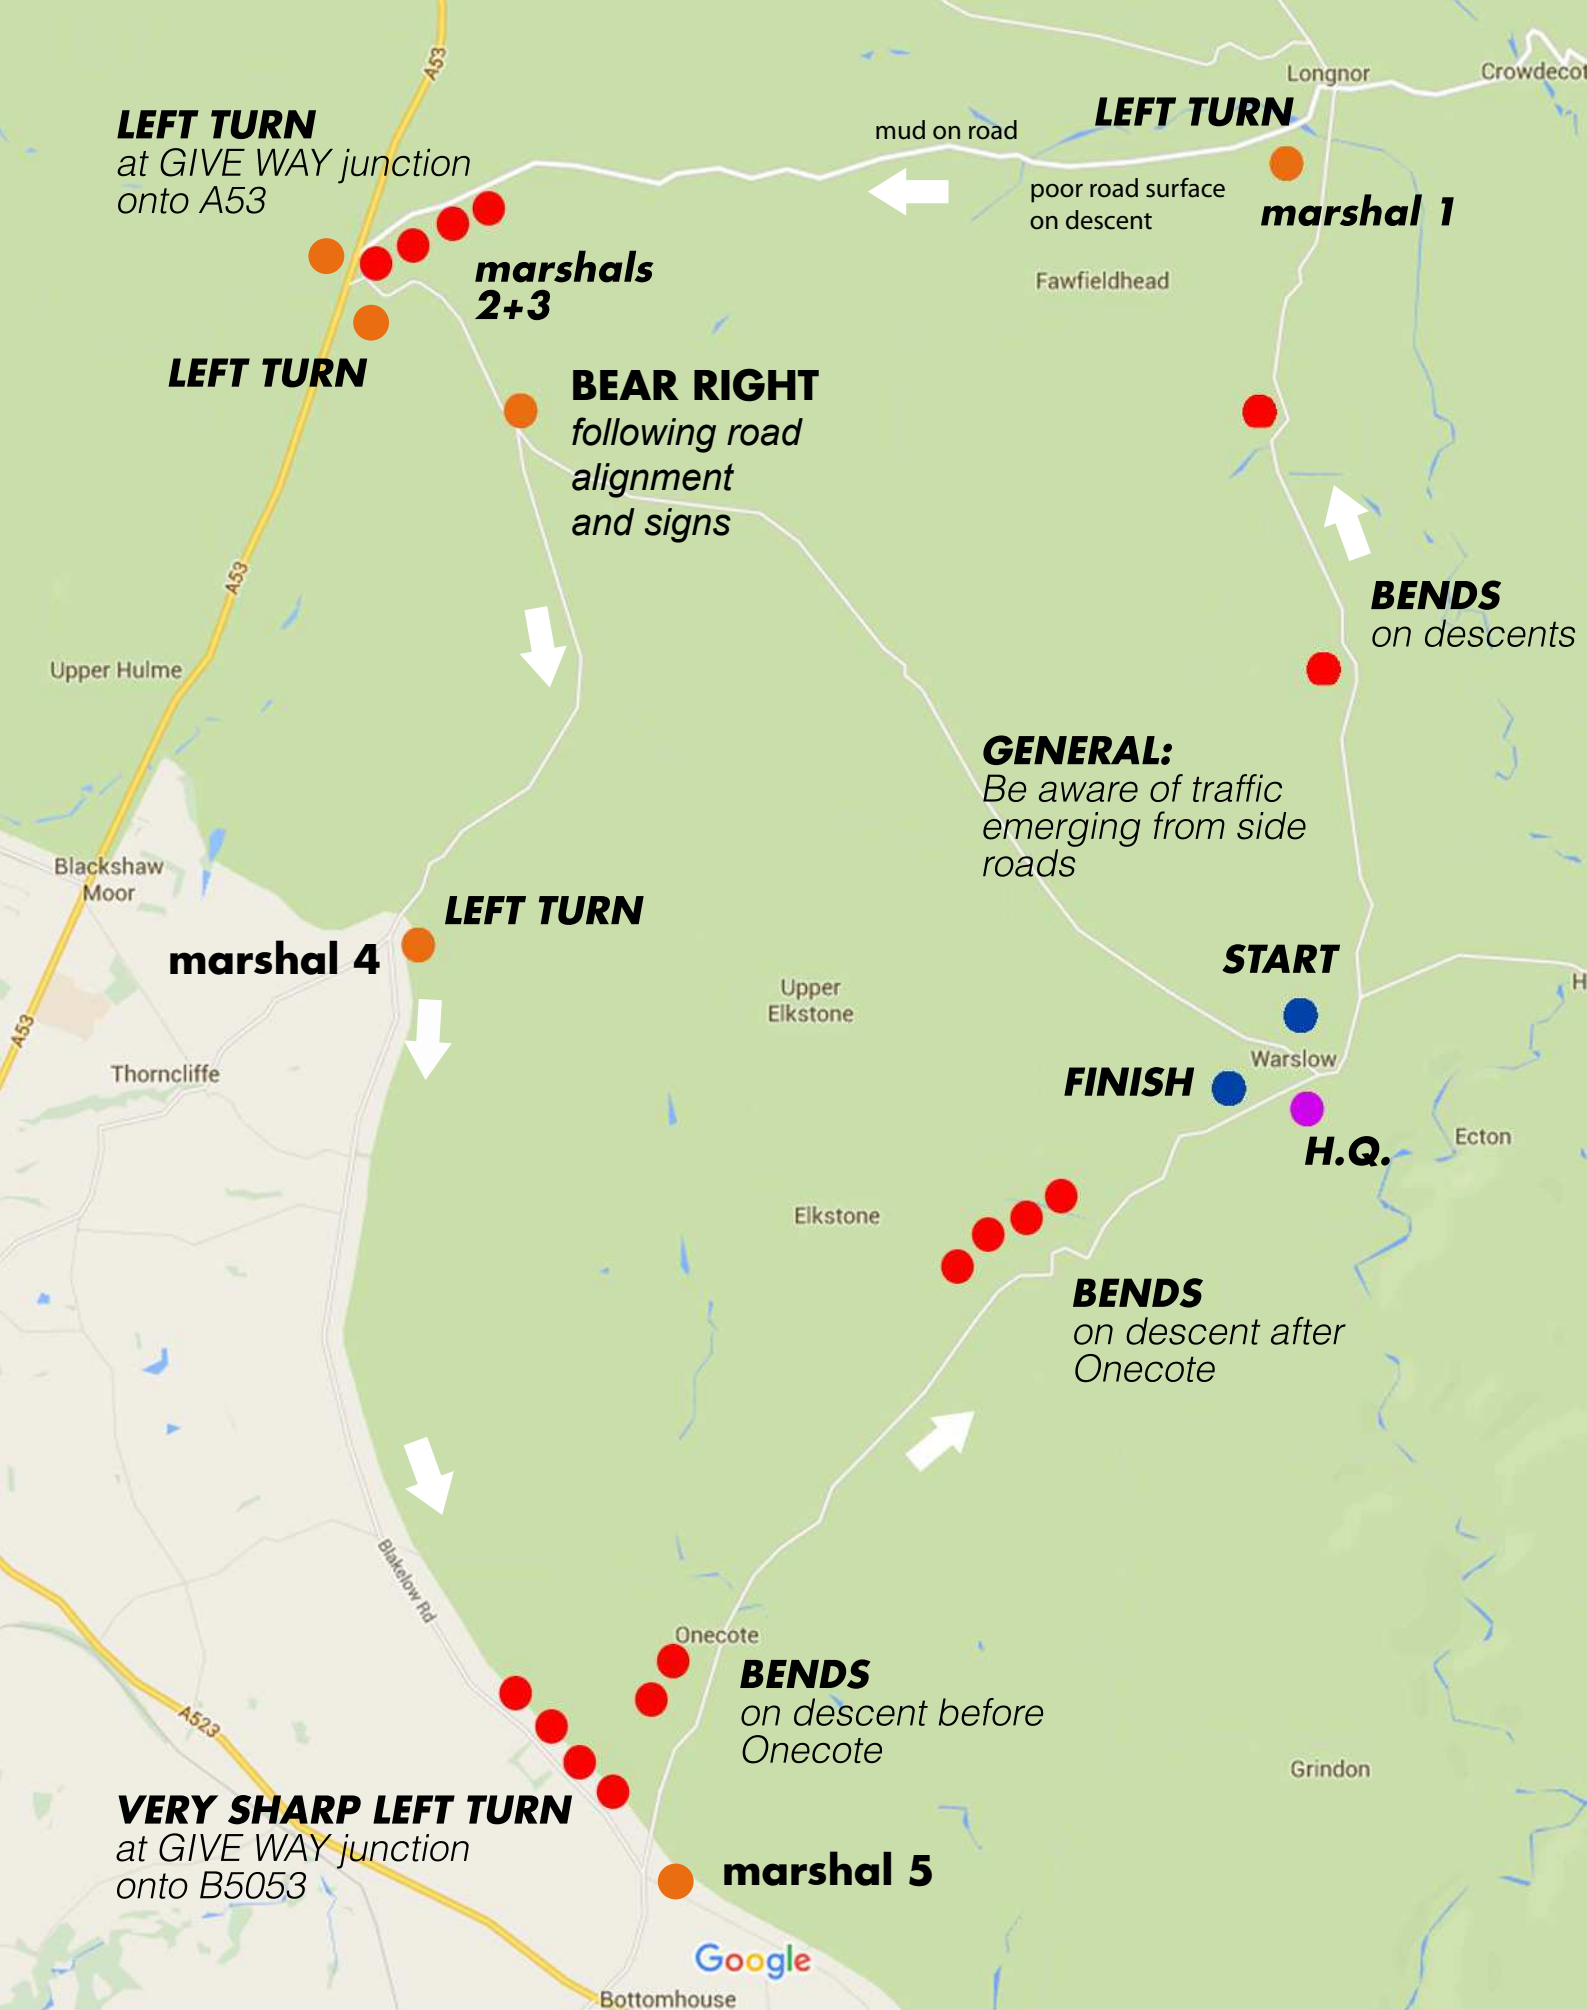 A53
Longnor
Crowdecot
LEFT TURN
at GIVE WAY junction
onto A53
mud on road
LEFT TURN
poor road surface
on descent
marshal 1
marshals
2+3
Fawfieldhead
LEFT TURN
BEAR RIGHT
following road
alignment
and signs
A53
BENDS
on descents
Upper Hulme
GENERAL:
Be aware of traffic
emerging from side
roads
Blackshaw
Moor
LEFT TURN
marshal 4
START
Upper
Elkstone
H
A53
Warslow
Thorncliffe
FINISH
Ecton
H.Q.
Elkstone
BENDS
on descent after
Onecote
Blakelow Rd
Onecote
BENDS
on descent before
Onecote
A523
Grindon
VERY SHARP LEFT TURN
at GIVE WAY junction
onto B5053
marshal 5
Google
Bottomhouse